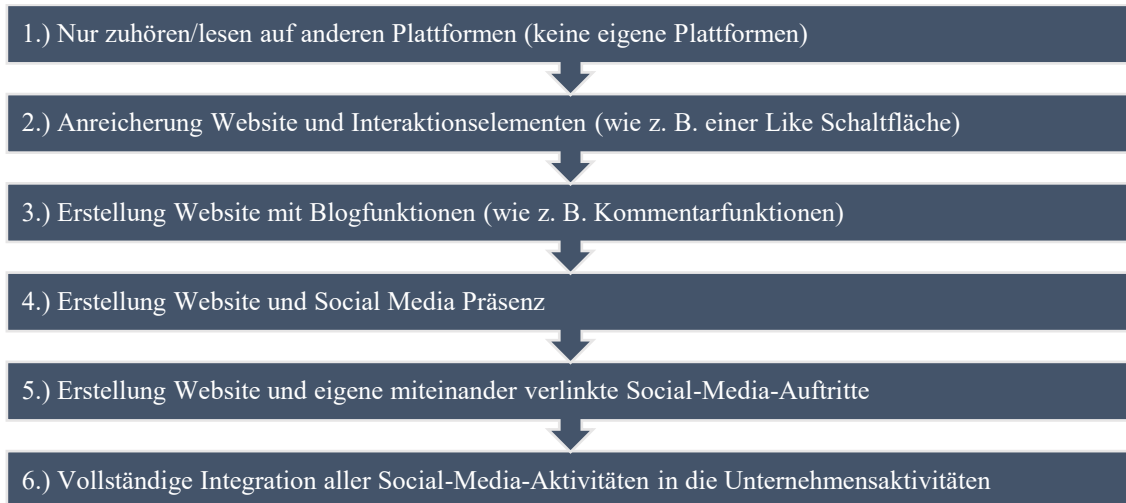 1.) Nur zuhören/lesen auf anderen Plattformen (keine eigene Plattformen)
2.) Anreicherung Website und Interaktionselementen (wie z. B. einer Like Schaltfläche)
3.) Erstellung Website mit Blogfunktionen (wie z. B. Kommentarfunktionen)
4.) Erstellung Website und Social Media Präsenz
5.) Erstellung Website und eigene miteinander verlinkte Social-Media-Auftritte
6.) Vollständige Integration aller Social-Media-Aktivitäten in die Unternehmensaktivitäten